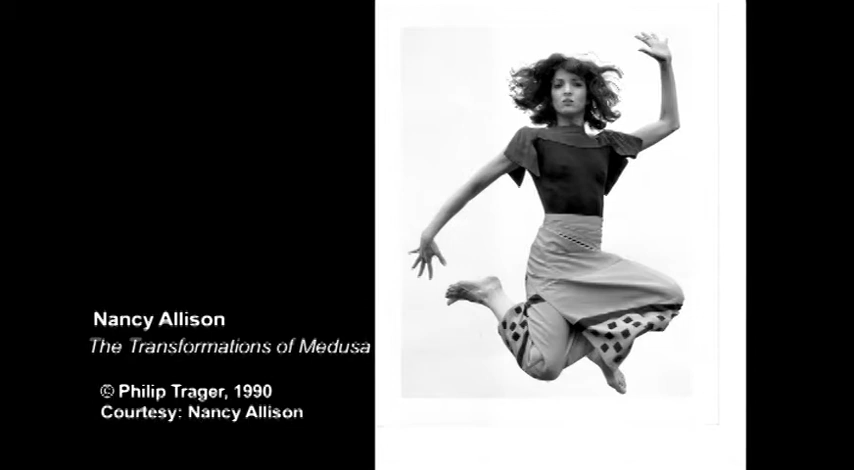 Nancy Allison
The Transformations of Medusa
© Philip Trager, 1990
Courtesy: Nancy Allison